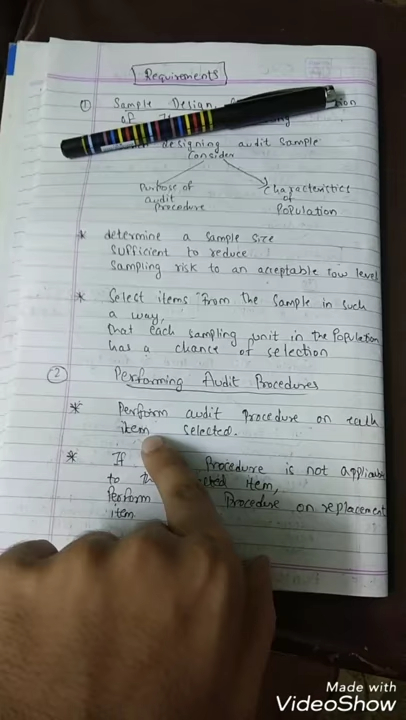 Requirements
① Sample Design,
of
designing audit sample
Consider
Purpose of
audit
Procedure
Characteristics
of
Population
* determine a sample size
sufficient to reduce
sampling risk to an acceptable low level
* Select items from the sample in such
a way,
that each sampling unit in the Population
has a chance of selection
② Performing Audit Procedures
* Perform audit procedure on each
item selected.
* If Procedure is not applicable
to item,
Perform Procedure on replacement
item
Made with
VideoShow